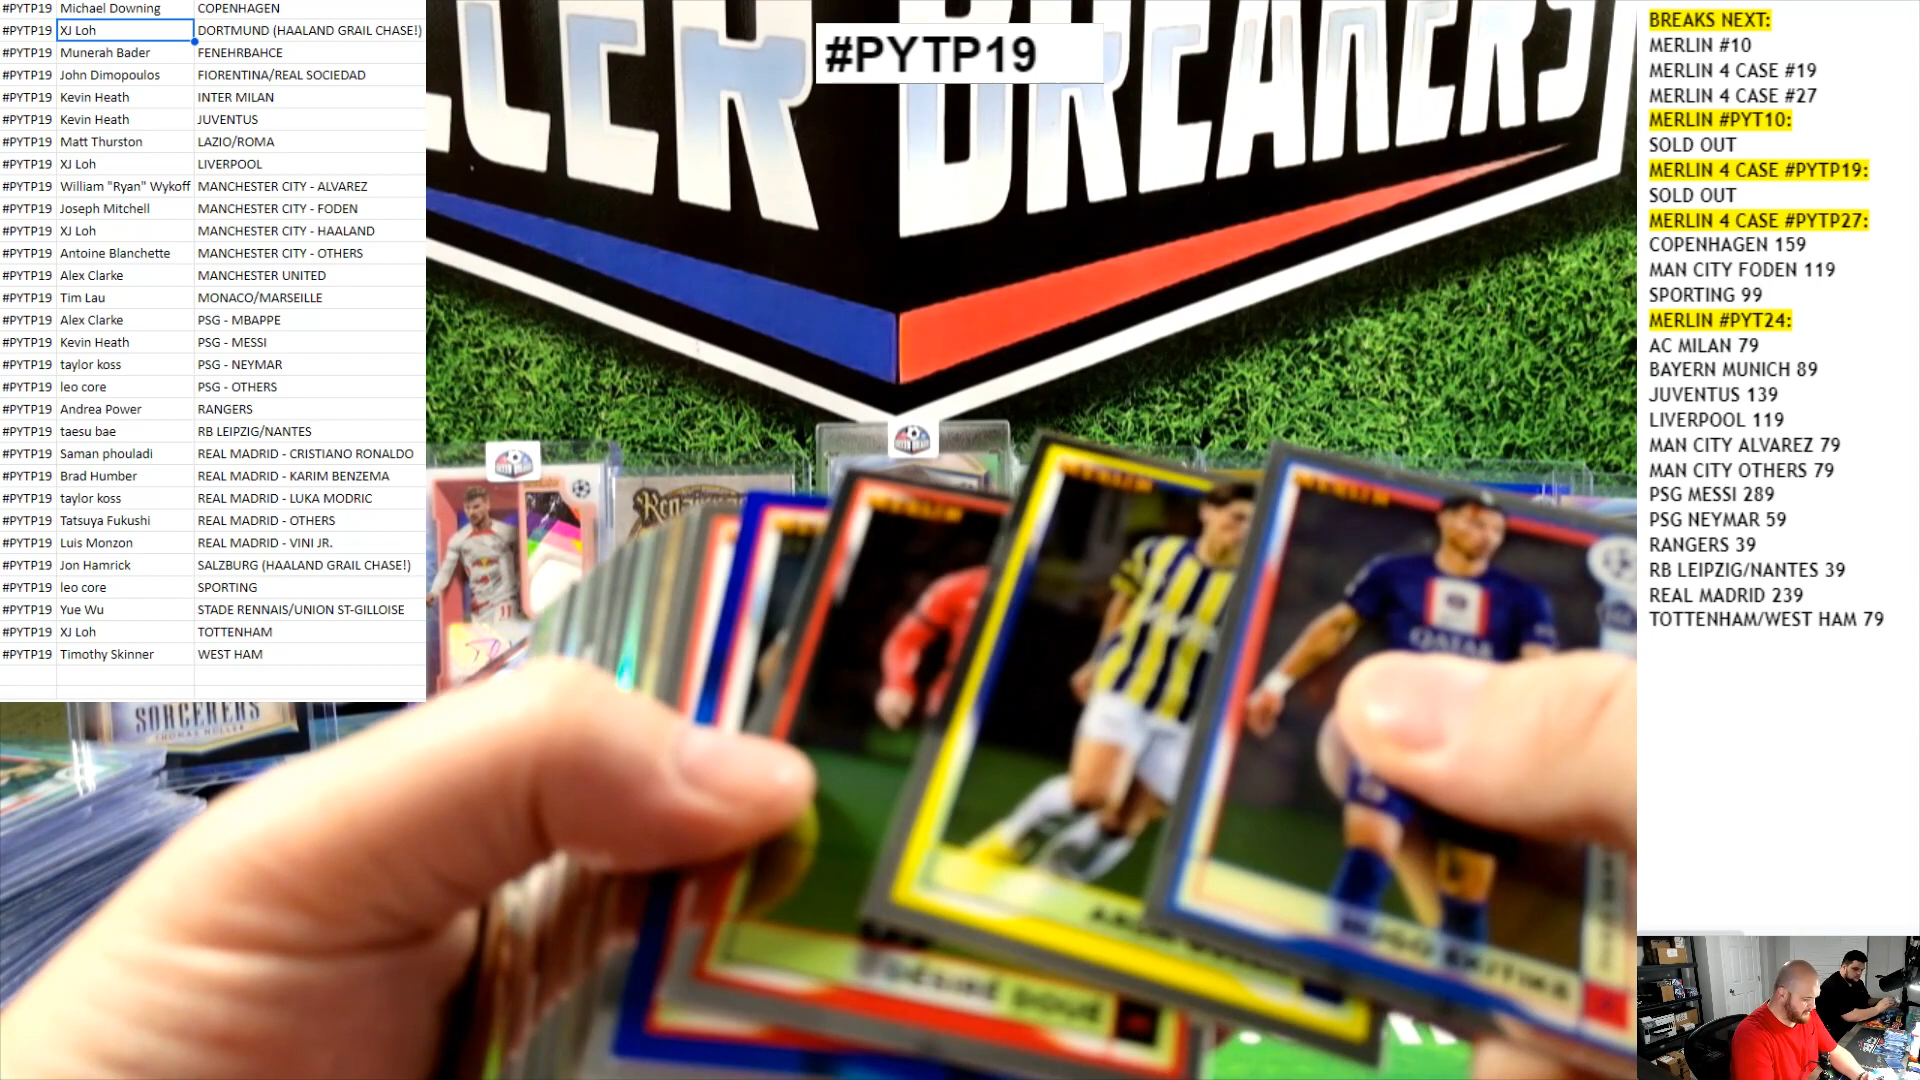 #PYTP19 Michael Downing COPENHAGEN
#PYTP19 XJ Loh DORTMUND (HAALAND GRAIL CHASE!)
#PYTP19 Munerah Bader FENEHRBAHCE
#PYTP19 John Dimopoulos FIORENTINA/REAL SOCIEDAD
#PYTP19 Kevin Heath INTER MILAN
#PYTP19 Kevin Heath JUVENTUS
#PYTP19 Matt Thurston LAZIO/ROMA
#PYTP19 XJ Loh LIVERPOOL
#PYTP19 William "Ryan" Wykoff MANCHESTER CITY - ALVAREZ
#PYTP19 Joseph Mitchell MANCHESTER CITY - FODEN
#PYTP19 XJ Loh MANCHESTER CITY - HAALAND
#PYTP19 Antoine Blanchette MANCHESTER CITY - OTHERS
#PYTP19 Alex Clarke MANCHESTER UNITED
#PYTP19 Tim Lau MONACO/MARSEILLE
#PYTP19 Alex Clarke PSG - MBAPPE
#PYTP19 Kevin Heath PSG - MESSI
#PYTP19 taylor koss PSG - NEYMAR
#PYTP19 leo core PSG - OTHERS
#PYTP19 Andrea Power RANGERS
#PYTP19 taesu bae RB LEIPZIG/NANTES
#PYTP19 Saman phouladi REAL MADRID - CRISTIANO RONALDO
#PYTP19 Brad Humber REAL MADRID - KARIM BENZEMA
#PYTP19 taylor koss REAL MADRID - LUKA MODRIC
#PYTP19 Tatsuya Fukushi REAL MADRID - OTHERS
#PYTP19 Luis Monzon REAL MADRID - VINI JR.
#PYTP19 Jon Hamrick SALZBURG (HAALAND GRAIL CHASE!)
#PYTP19 leo core SPORTING
#PYTP19 Yue Wu STADE RENNAIS/UNION ST-GILLOISE
#PYTP19 XJ Loh TOTTENHAM
#PYTP19 Timothy Skinner WEST HAM
#PYTP19
BREAKERS
MERLIN
MERLIN
MERLIN
QATAR
HUGO EKITIKE
DÉSIRÉ DOUÉ
SORCERERS
THOMAS MÜLLER
BREAKS NEXT:
MERLIN #10
MERLIN 4 CASE #19
MERLIN 4 CASE #27
MERLIN #PYT10:
SOLD OUT
MERLIN 4 CASE #PYTP19:
SOLD OUT
MERLIN 4 CASE #PYTP27:
COPENHAGEN 159
MAN CITY FODEN 119
SPORTING 99
MERLIN #PYT24:
AC MILAN 79
BAYERN MUNICH 89
JUVENTUS 139
LIVERPOOL 119
MAN CITY ALVAREZ 79
MAN CITY OTHERS 79
PSG MESSI 289
PSG NEYMAR 59
RANGERS 39
RB LEIPZIG/NANTES 39
REAL MADRID 239
TOTTENHAM/WEST HAM 79